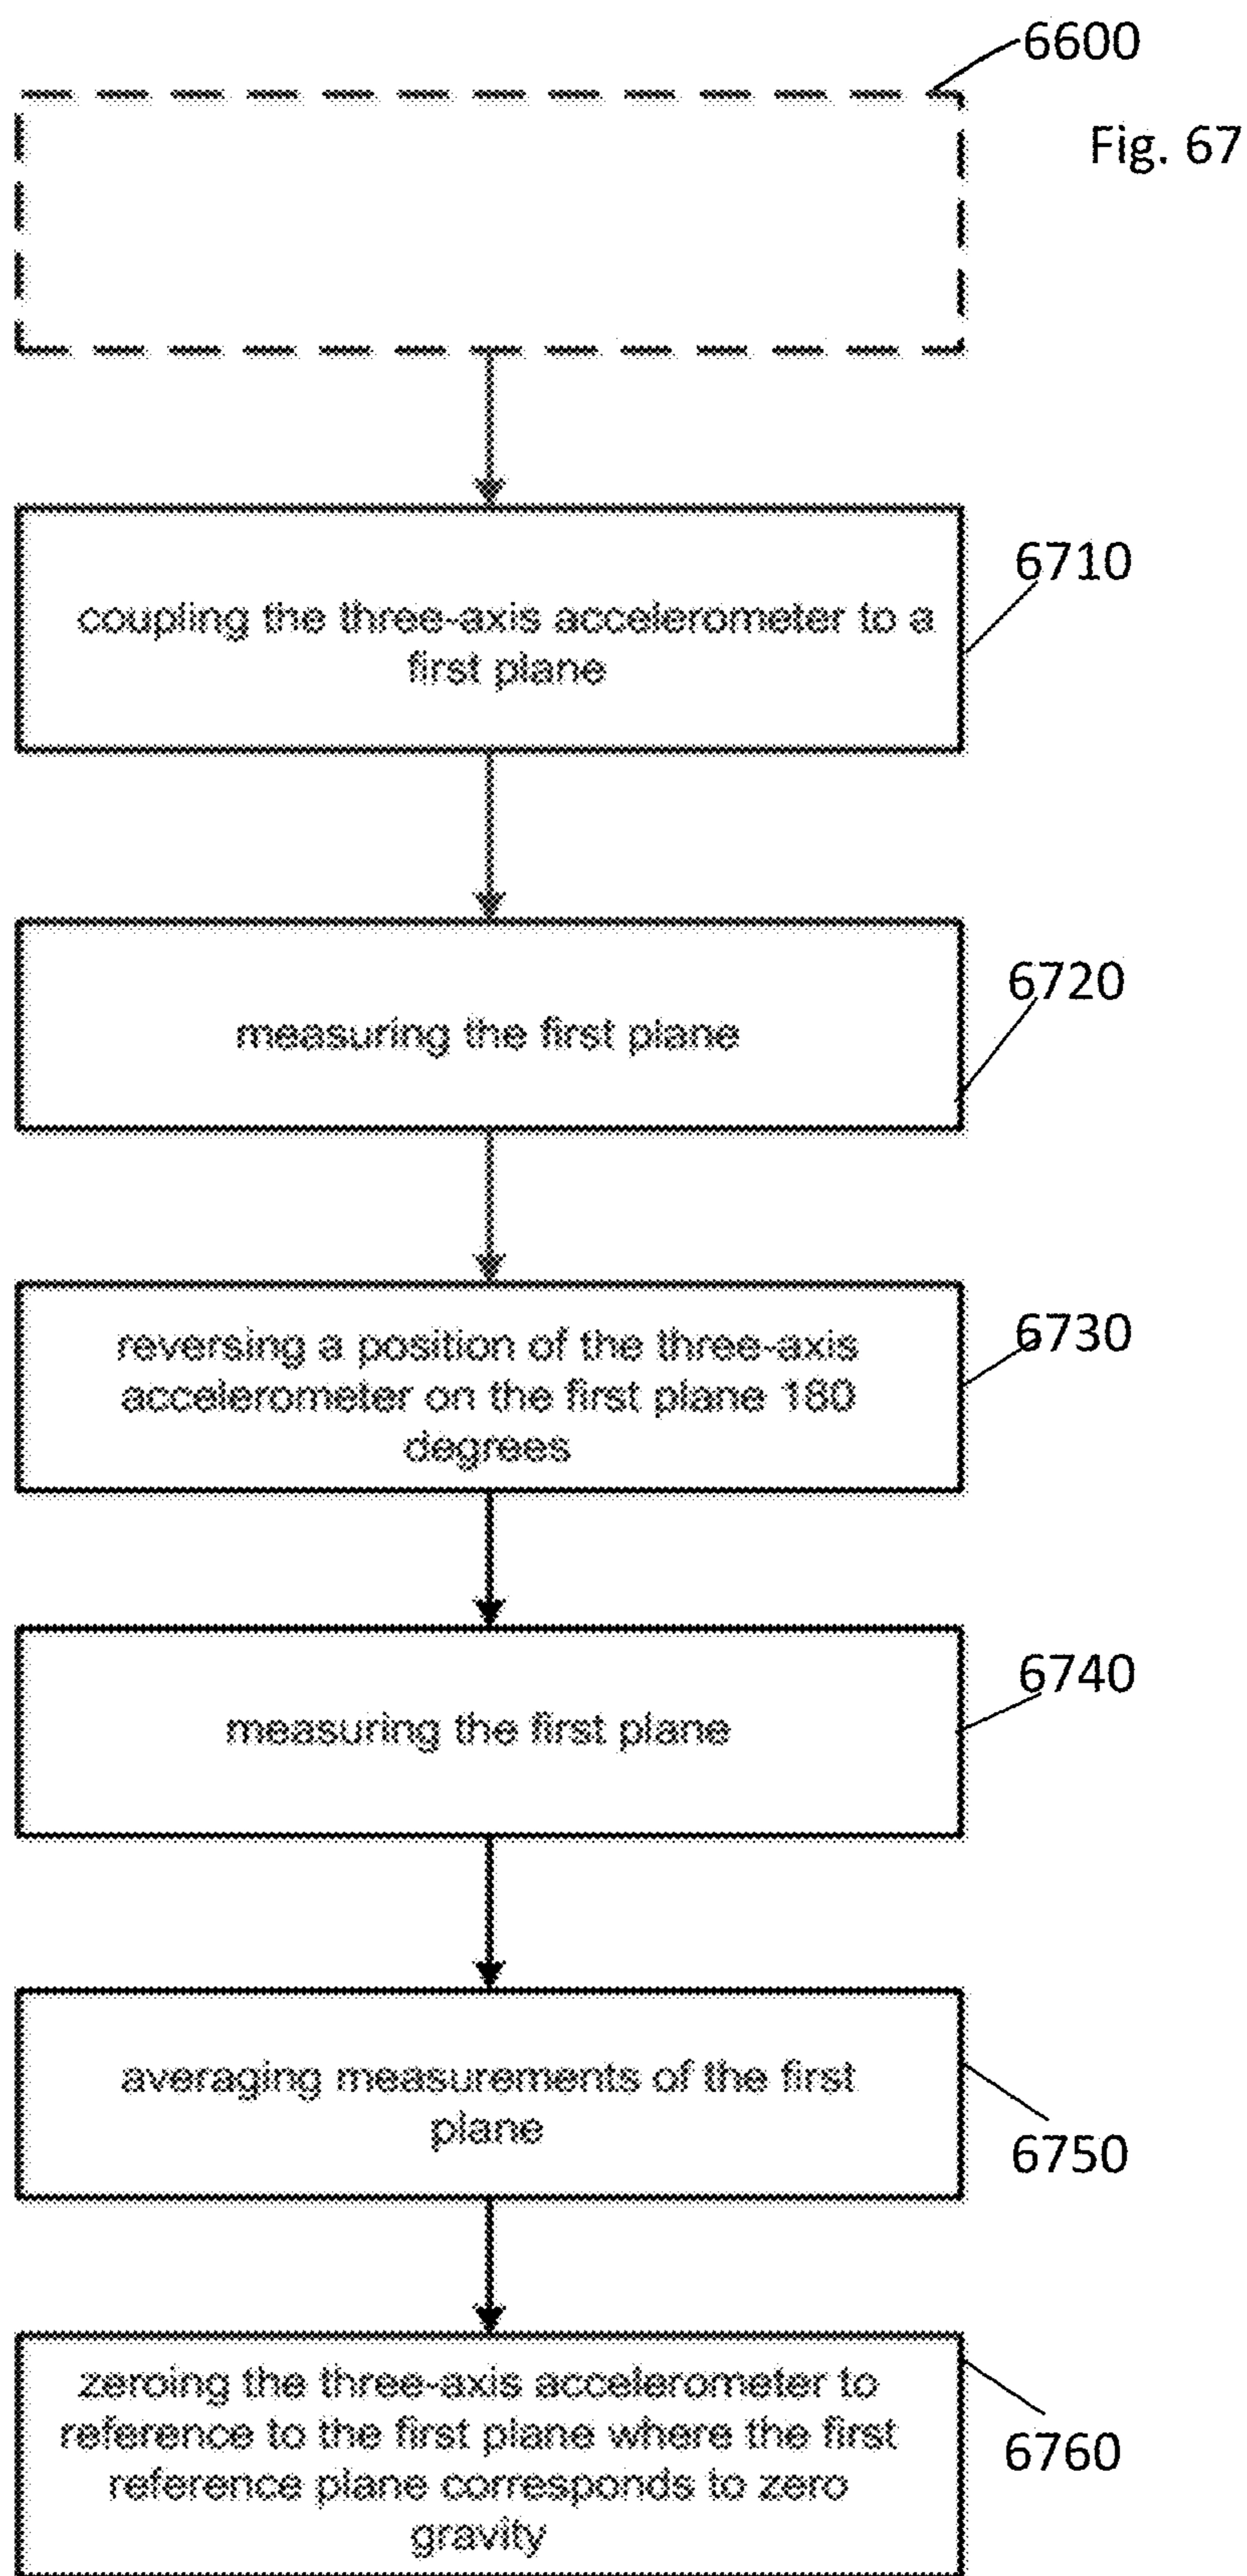 6600
Fig. 67
coupling the three-axis accelerometer to a
first plane
6710
measuring the first plane
6720
reversing a position of the three-axis
accelerometer on the first plane 180
degrees
6730
measuring the first plane
6740
averaging measurements of the first
plane
6750
zeroing the three-axis accelerometer to
reference to the first plane where the first
reference plane corresponds to zero
gravity
6760